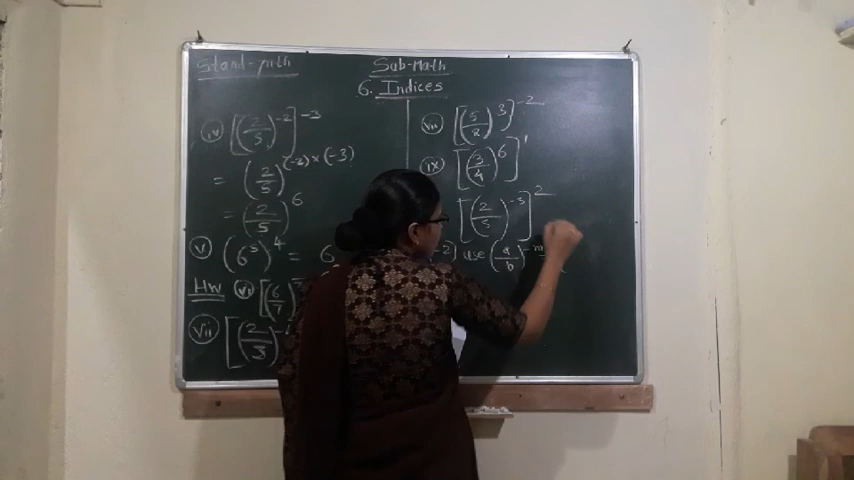 Stand-7th
Sub-Math
6. Indices
iv [(2/5)^-2]^-3
= (2/5)^(-2)×(-3)
= (2/5)^6
v (6^5)^4 = 6
Hw vi [(6/7)
vii [(2/3)
viii [(5/8)^3]^-2
ix [(3/4)^6]^1
[(2/5)^-3]^2
-2) use (a/b)^-m